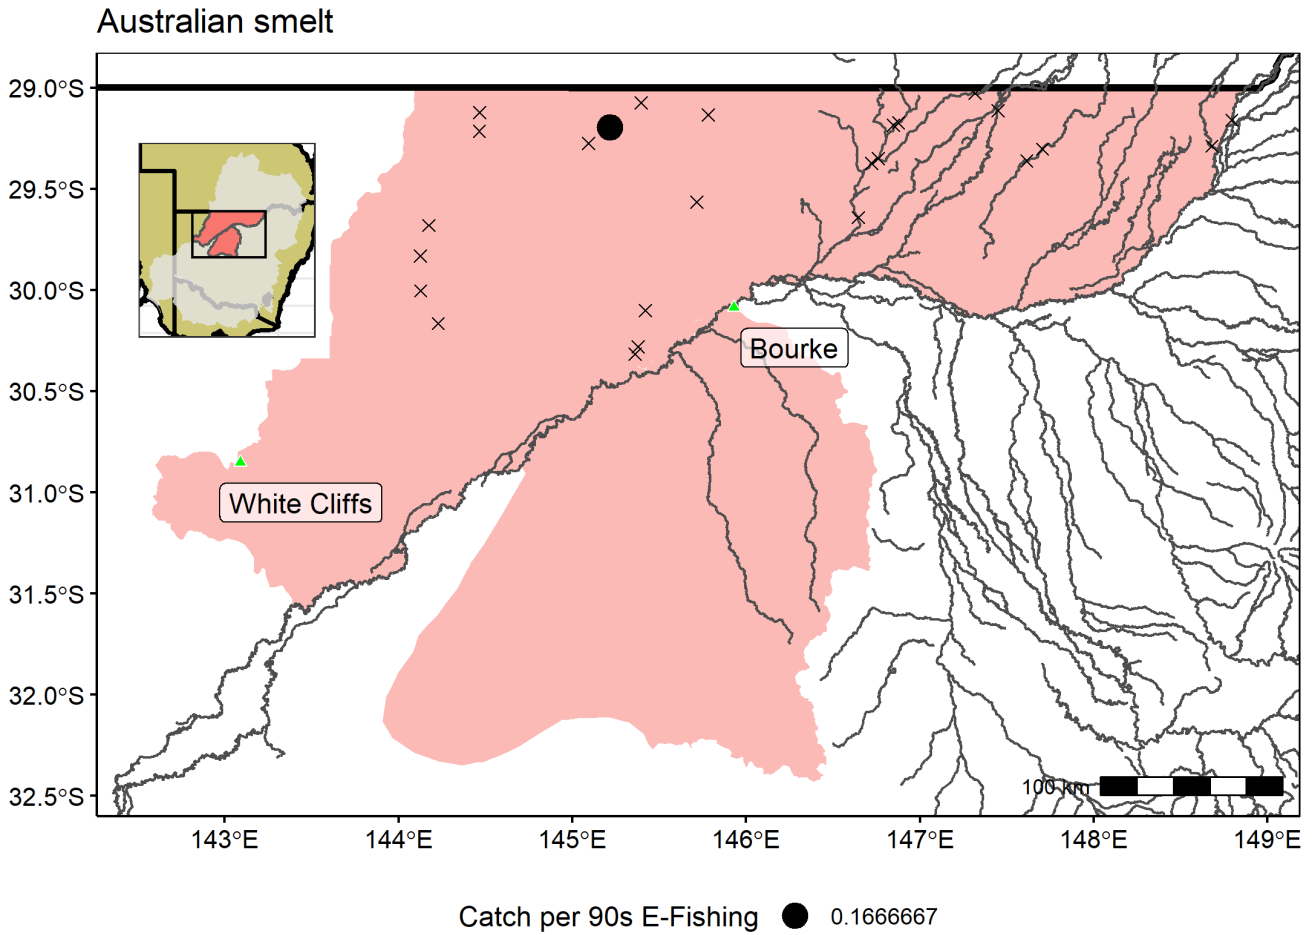 Australian smelt
29.0°S
29.5°S
30.0°S
30.5°S
31.0°S
31.5°S
32.0°S
32.5°S
Bourke
White Cliffs
100 km
143°E 144°E 145°E 146°E 147°E 148°E 149°E
Catch per 90s E-Fishing 0.1666667